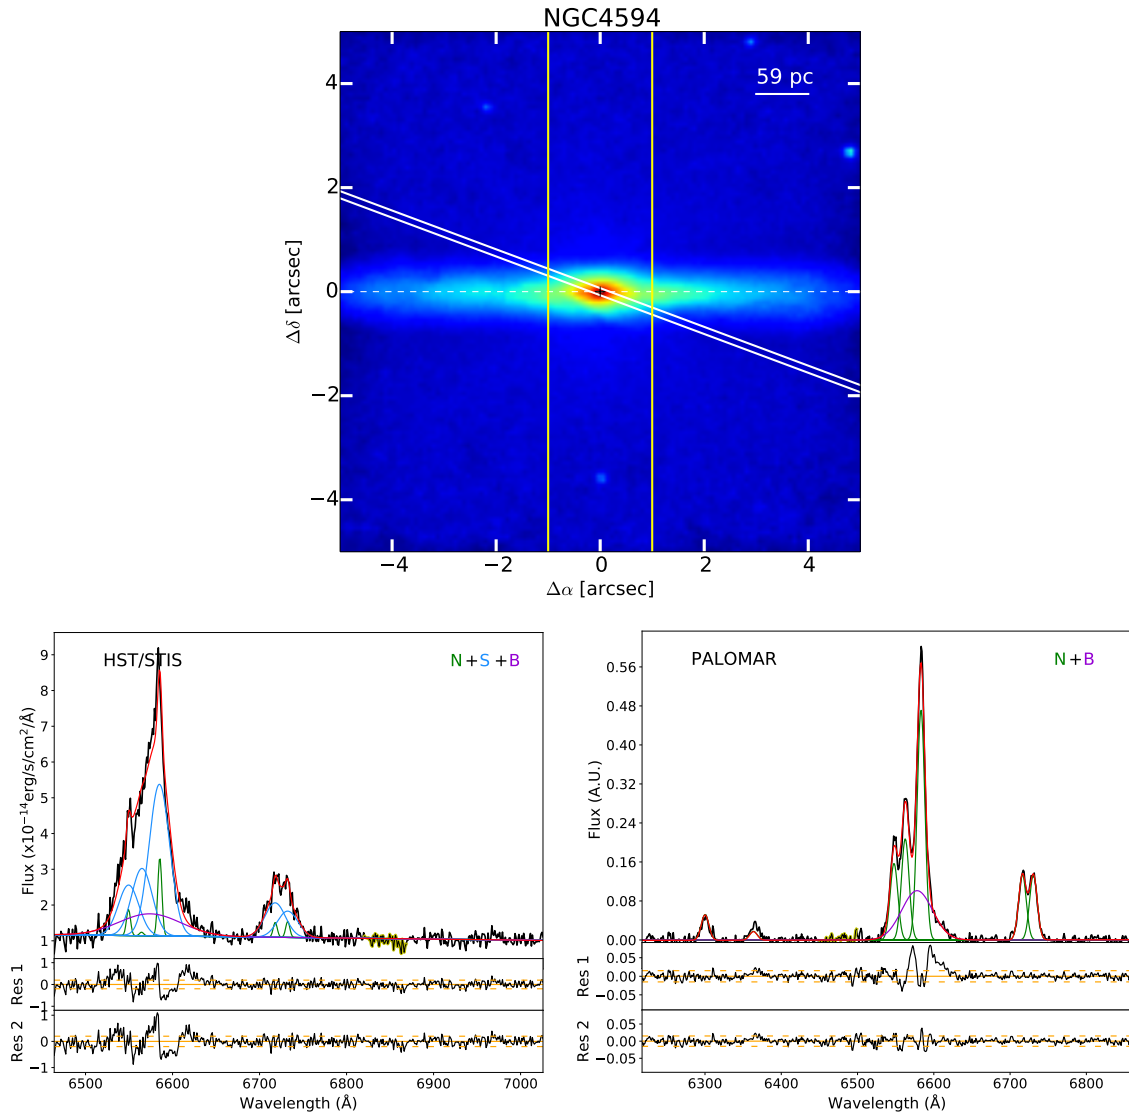 NGC4594
59 pc
4
2
0
−2
−4
Δδ [arcsec]
−4 −2 0 2 4
Δα [arcsec]
HST/STIS N+S+B
9
8
7
6
5
4
3
2
1
Flux (x10⁻¹⁴erg/s/cm²/Å)
1
0
−1
Res 1
1
0
−1
Res 2
6500 6600 6700 6800 6900 7000
Wavelength (Å)
PALOMAR N+B
0.56
0.48
0.40
0.32
0.24
0.16
0.08
0.00
Flux (A.U.)
0.05
0.00
−0.05
Res 1
0.05
0.00
−0.05
Res 2
6300 6400 6500 6600 6700 6800
Wavelength (Å)